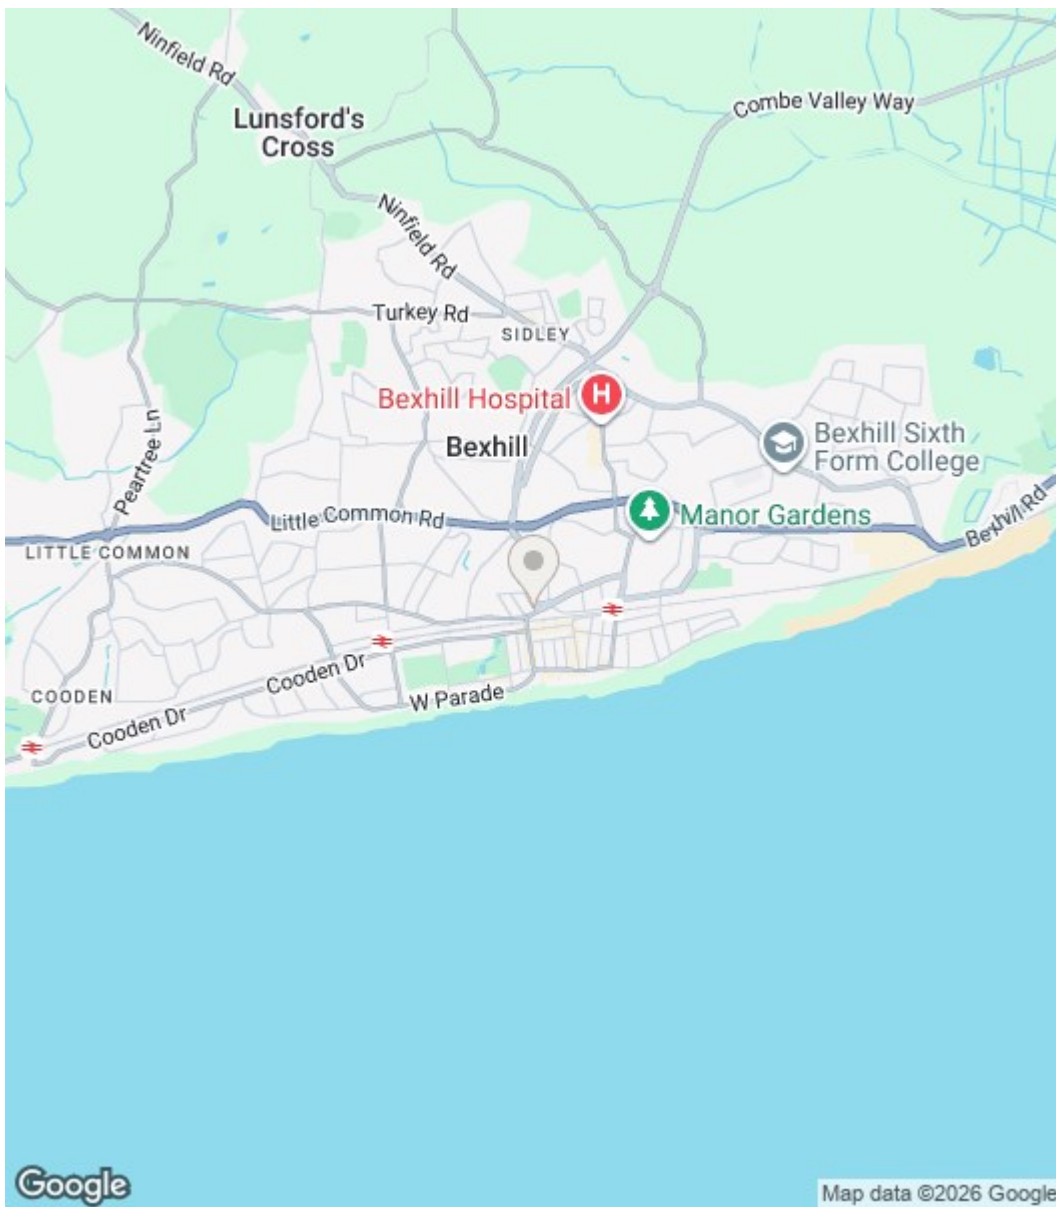 Ninfield Rd
Combe Valley Way
Lunsford's
Cross
Ninfield Rd
Turkey Rd
SIDLEY
Bexhill Hospital
H
Peartree Ln
Bexhill
Bexhill Sixth
Form College
Little Common Rd
Manor Gardens
Bexhill Rd
LITTLE COMMON
Cooden Dr
COODEN
W Parade
Cooden Dr
Google
Map data ©2026 Google